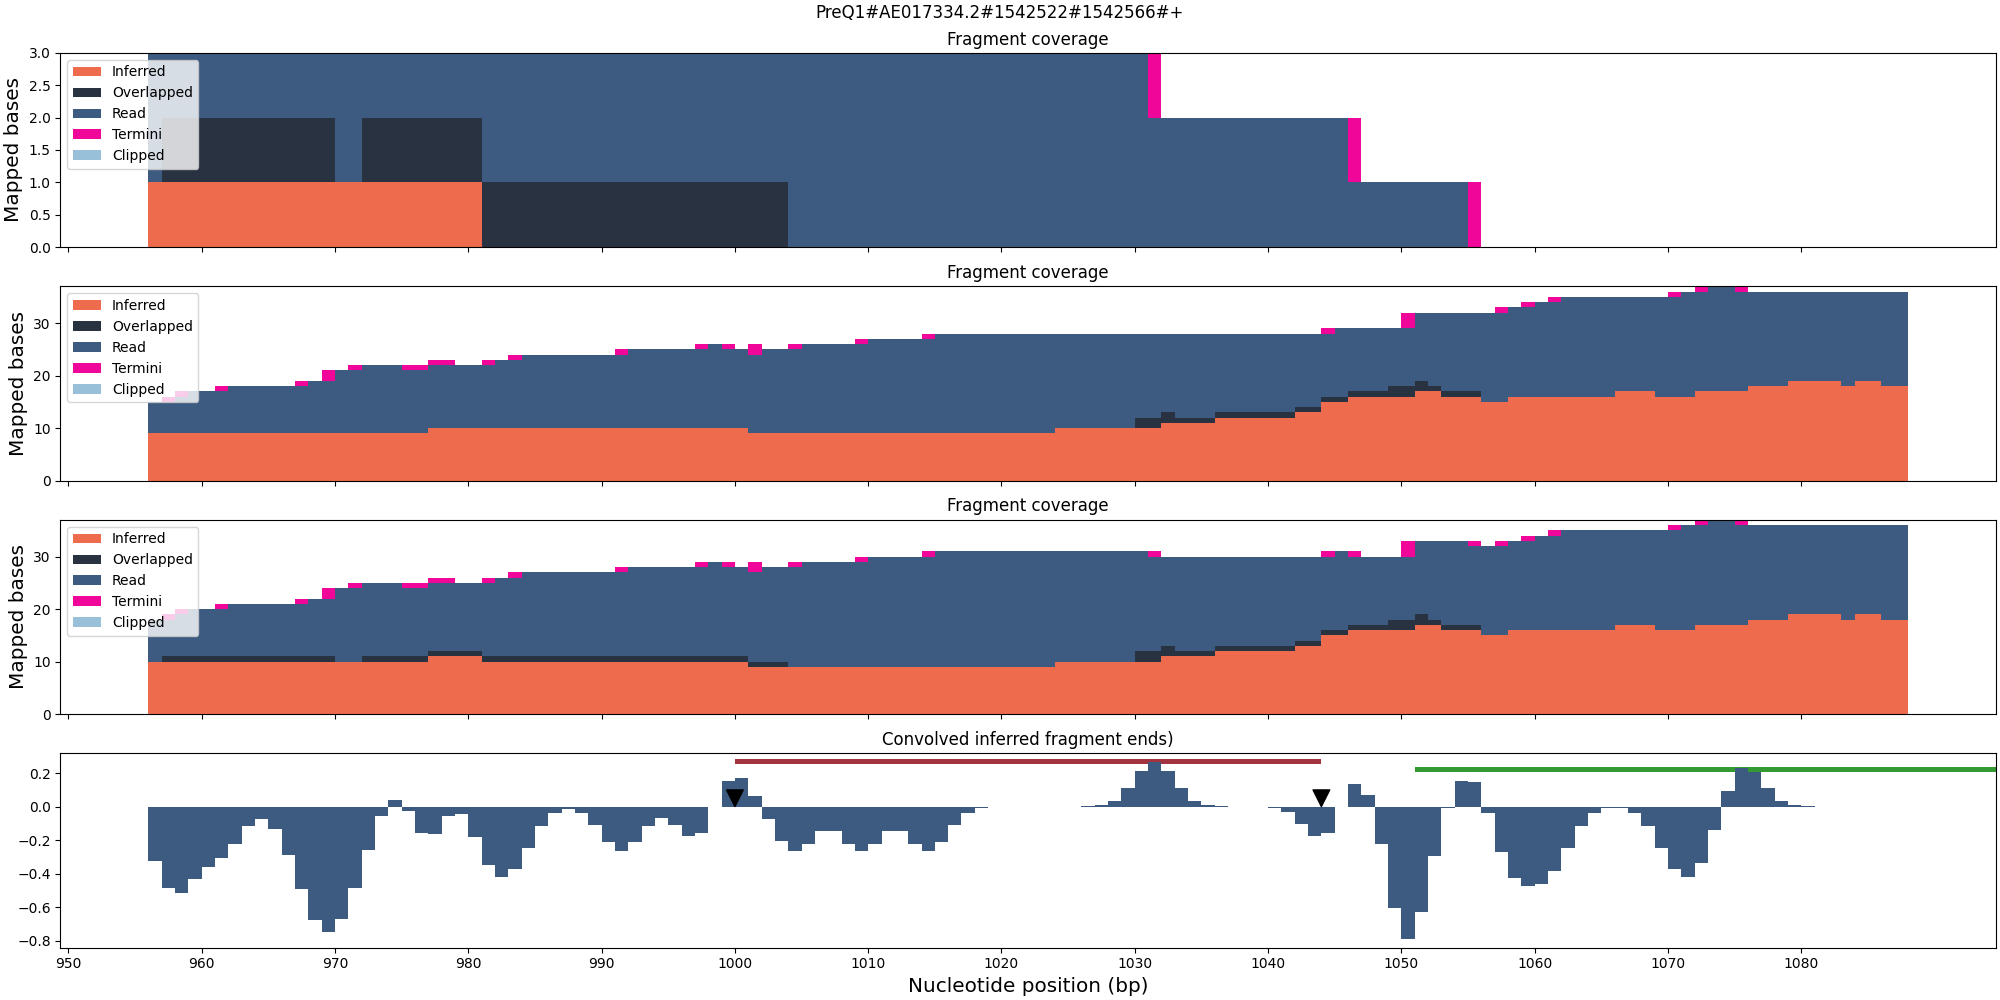 PreQ1#AE017334.2#1542522#1542566#+
Fragment coverage
Mapped bases
3.0
2.5
2.0
1.5
1.0
0.5
0.0
Inferred
Overlapped
Read
Termini
Clipped
Fragment coverage
Mapped bases
30
20
10
0
Inferred
Overlapped
Read
Termini
Clipped
Fragment coverage
Mapped bases
30
20
10
0
Inferred
Overlapped
Read
Termini
Clipped
Convolved inferred fragment ends)
0.2
0.0
−0.2
−0.4
−0.6
−0.8
950 960 970 980 990 1000 1010 1020 1030 1040 1050 1060 1070 1080
Nucleotide position (bp)